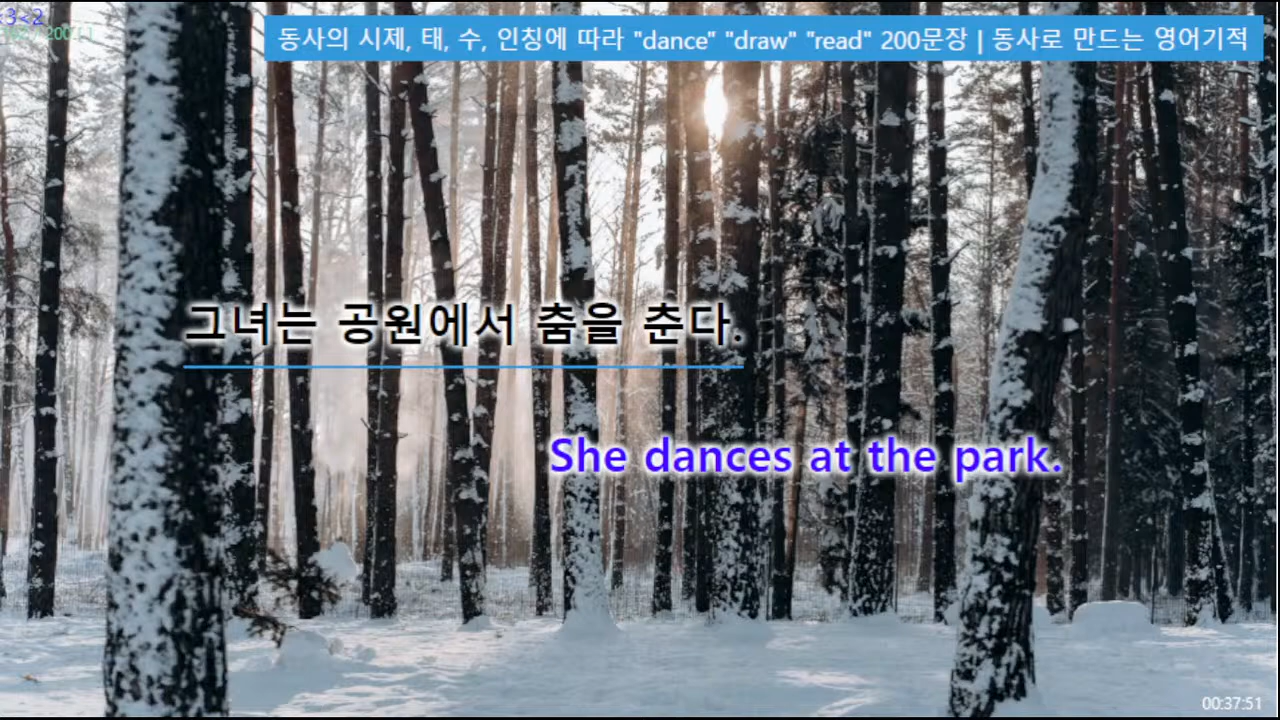 3<2
동사의 시제, 태, 수, 인칭에 따라 "dance" "draw" "read" 200문장 | 동사로 만드는 영어기적
그녀는 공원에서 춤을 춘다.
She dances at the park.
00:37:51